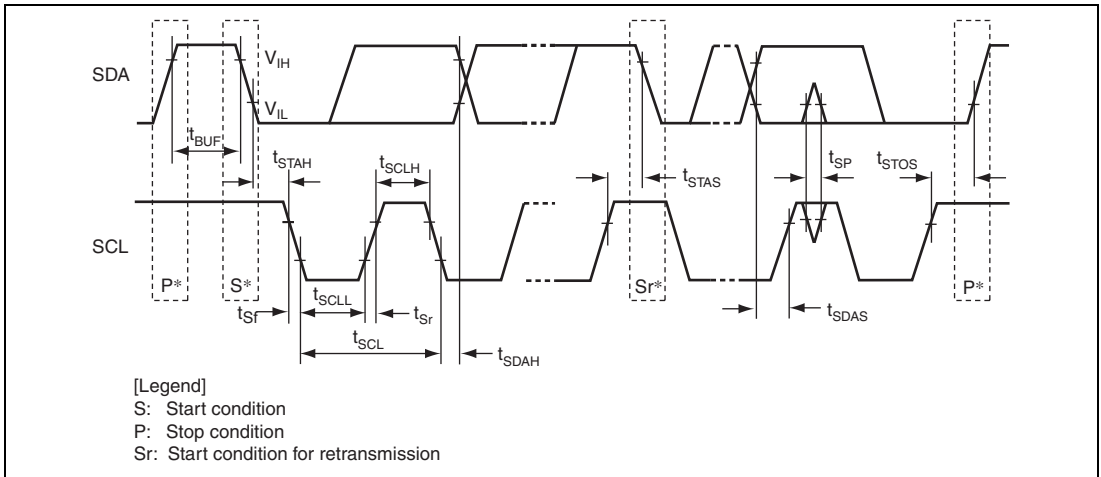 SDA
V_IH
V_IL
t_BUF
t_STAH
t_SCLH
t_STAS
t_SP
t_STOS
SCL
P*
S*
Sr*
P*
t_Sf
t_SCLL
t_Sr
t_SCL
t_SDAH
t_SDAS
[Legend]
S: Start condition
P: Stop condition
Sr: Start condition for retransmission